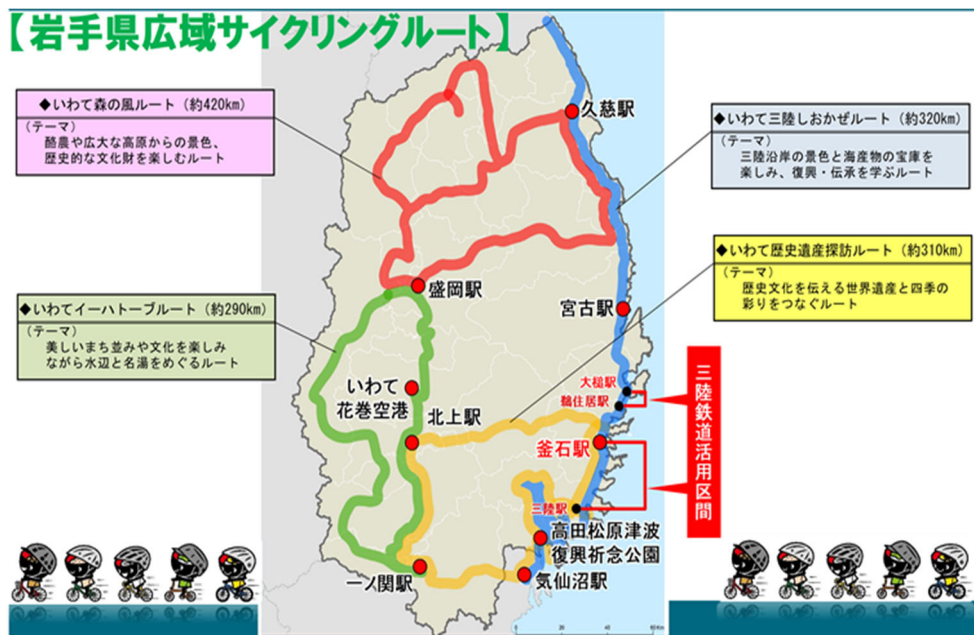 【岩手県広域サイクリングルート】
◆いわて森の風ルート（約420km）
（テーマ）
酪農や広大な高原からの景色、
歴史的な文化財を楽しむルート
久慈駅
◆いわて三陸しおかぜルート（約320km）
（テーマ）
三陸沿岸の景色と海産物の宝庫を
楽しみ、復興・伝承を学ぶルート
◆いわて歴史遺産探訪ルート（約310km）
（テーマ）
歴史文化を伝える世界遺産と四季の
彩りをつなぐルート
盛岡駅
◆いわてイーハトーブルート（約290km）
（テーマ）
美しいまち並みや文化を楽しみ
ながら水辺と名湯をめぐるルート
宮古駅
大槌駅
鵜住居駅
三陸鉄道活用区間
いわて
花巻空港
北上駅
釜石駅
三陸駅
高田松原津波
復興祈念公園
一ノ関駅
気仙沼駅
0 20 40 60Km